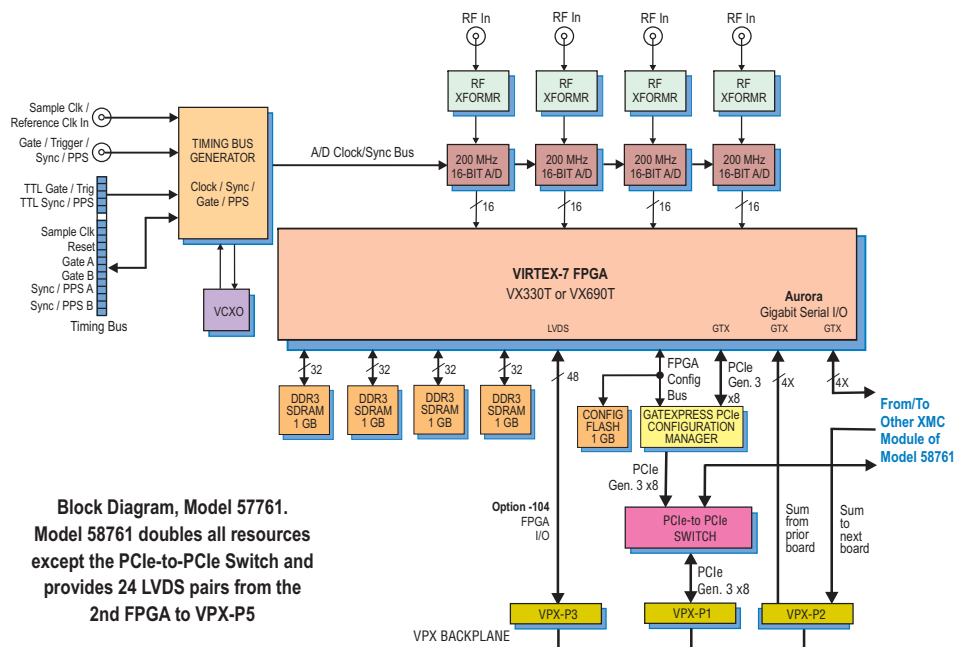 RF In
RF In
RF In
RF In
RF
XFORMR
RF
XFORMR
RF
XFORMR
RF
XFORMR
Sample Clk /
Reference Clk In
Gate / Trigger /
Sync / PPS
TTL Gate / Trig
TTL Sync / PPS
Sample Clk
Reset
Gate A
Gate B
Sync / PPS A
Sync / PPS B
Timing Bus
TIMING BUS
GENERATOR
Clock / Sync /
Gate / PPS
VCXO
A/D Clock/Sync Bus
200 MHz
16-BIT A/D
200 MHz
16-BIT A/D
200 MHz
16-BIT A/D
200 MHz
16-BIT A/D
16
16
16
16
VIRTEX-7 FPGA
VX330T or VX690T
Aurora
Gigabit Serial I/O
LVDS
GTX
GTX
GTX
32
32
32
32
48
FPGA
Config
Bus
PCIe
Gen. 3
x8
4X
4X
DDR3
SDRAM
1 GB
DDR3
SDRAM
1 GB
DDR3
SDRAM
1 GB
DDR3
SDRAM
1 GB
CONFIG
FLASH
1 GB
GATEXPRESS PCIe
CONFIGURATION
MANAGER
From/To
Other XMC
Module of
Model 58761
PCIe
Gen. 3 x8
Option -104
FPGA
I/O
PCIe-to PCIe
SWITCH
Sum
from
prior
board
Sum
to
next
board
PCIe
Gen. 3 x8
Block Diagram, Model 57761.
Model 58761 doubles all resources
except the PCIe-to-PCIe Switch and
provides 24 LVDS pairs from the
2nd FPGA to VPX-P5
VPX-P3
VPX-P1
VPX-P2
VPX BACKPLANE